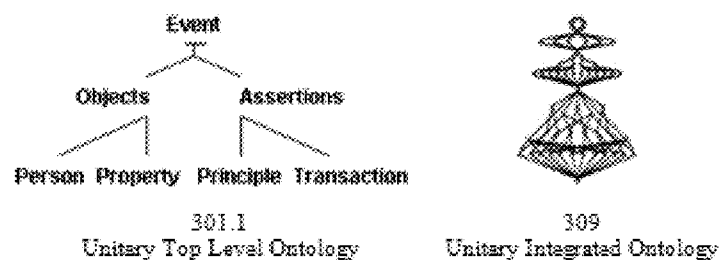 Event
Objects Assertions
Person Property Principle Transaction
301.1
Unitary Top Level Ontology
309
Unitary Integrated Ontology